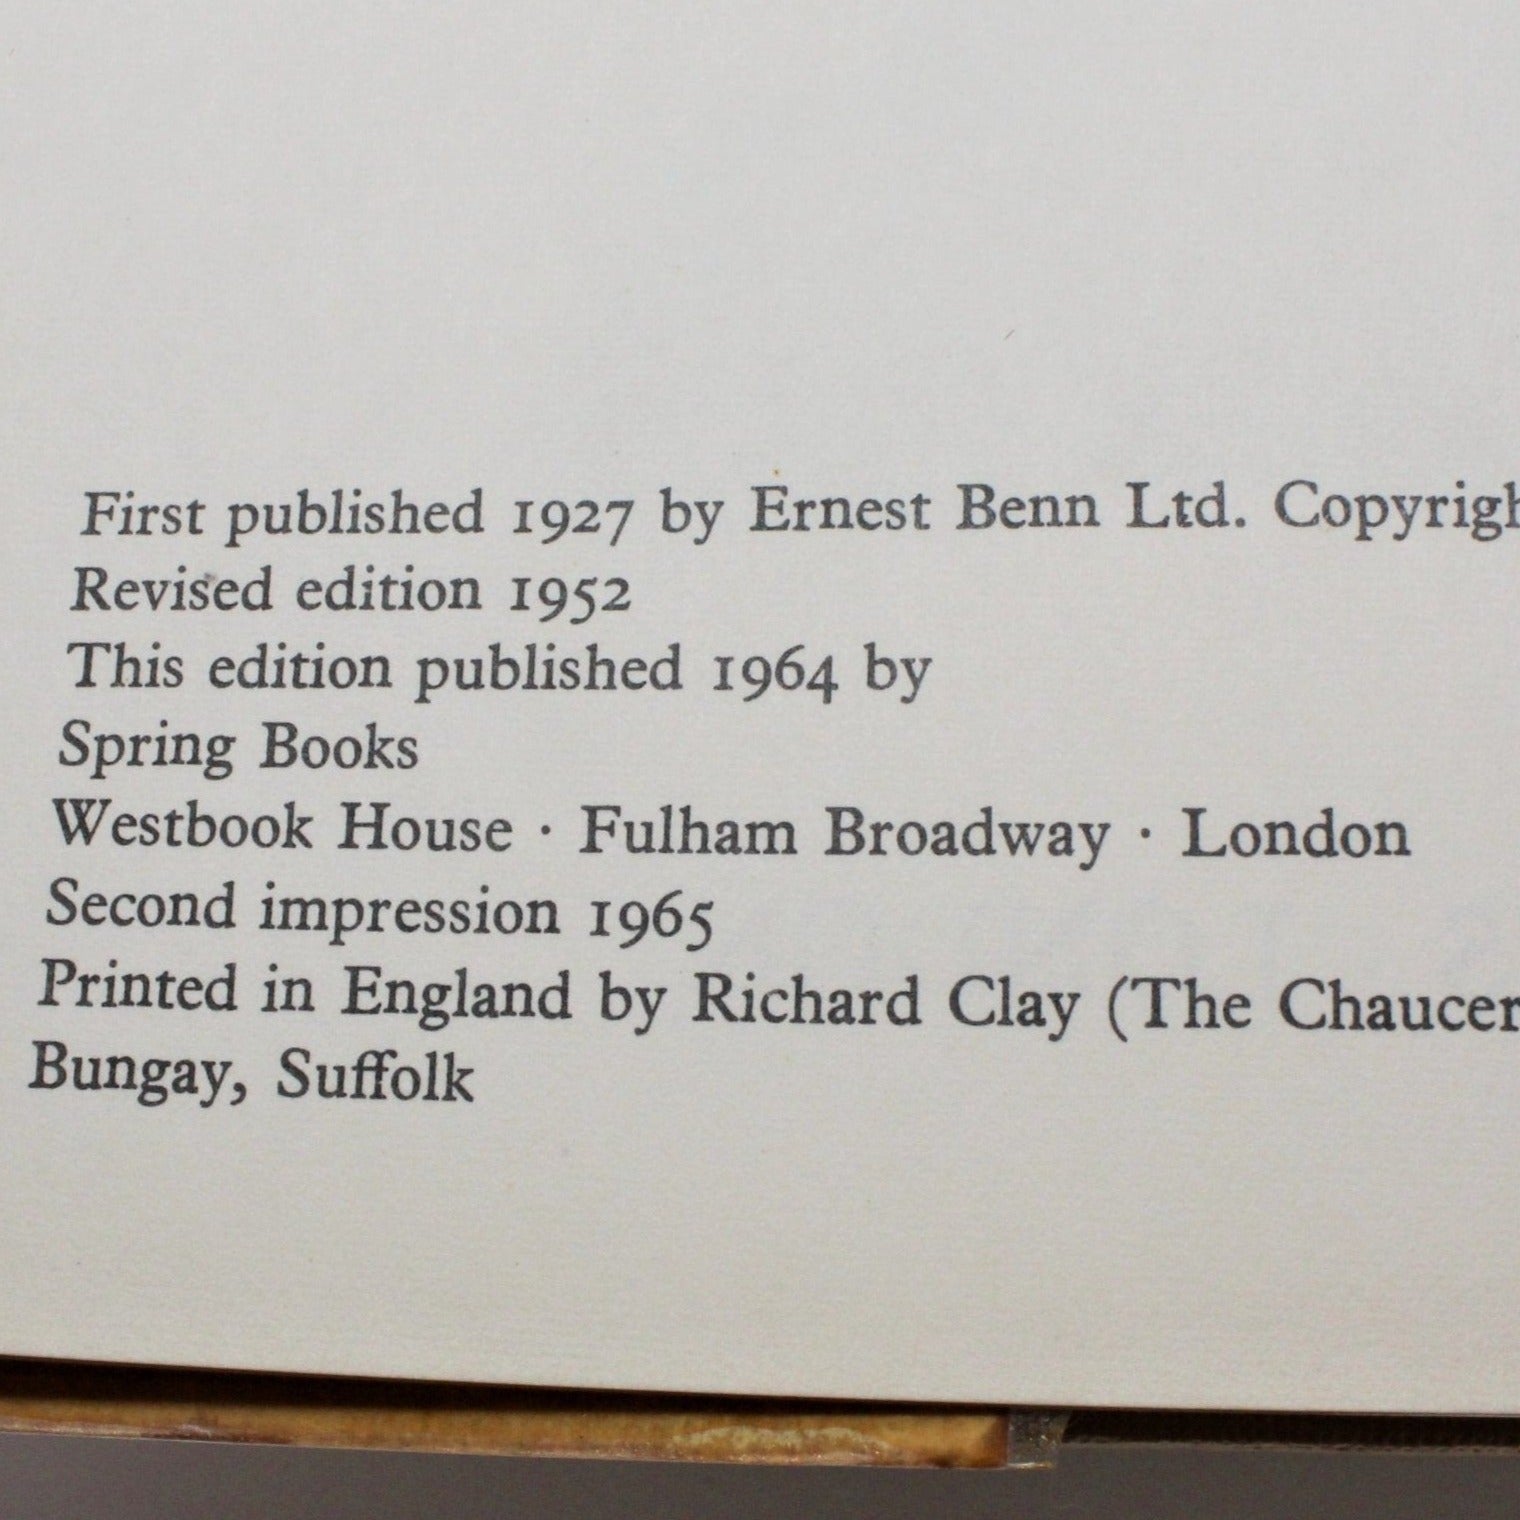 First published 1927 by Ernest Benn Ltd. Copyrigh
Revised edition 1952
This edition published 1964 by
Spring Books
Westbook House · Fulham Broadway · London
Second impression 1965
Printed in England by Richard Clay (The Chaucer
Bungay, Suffolk